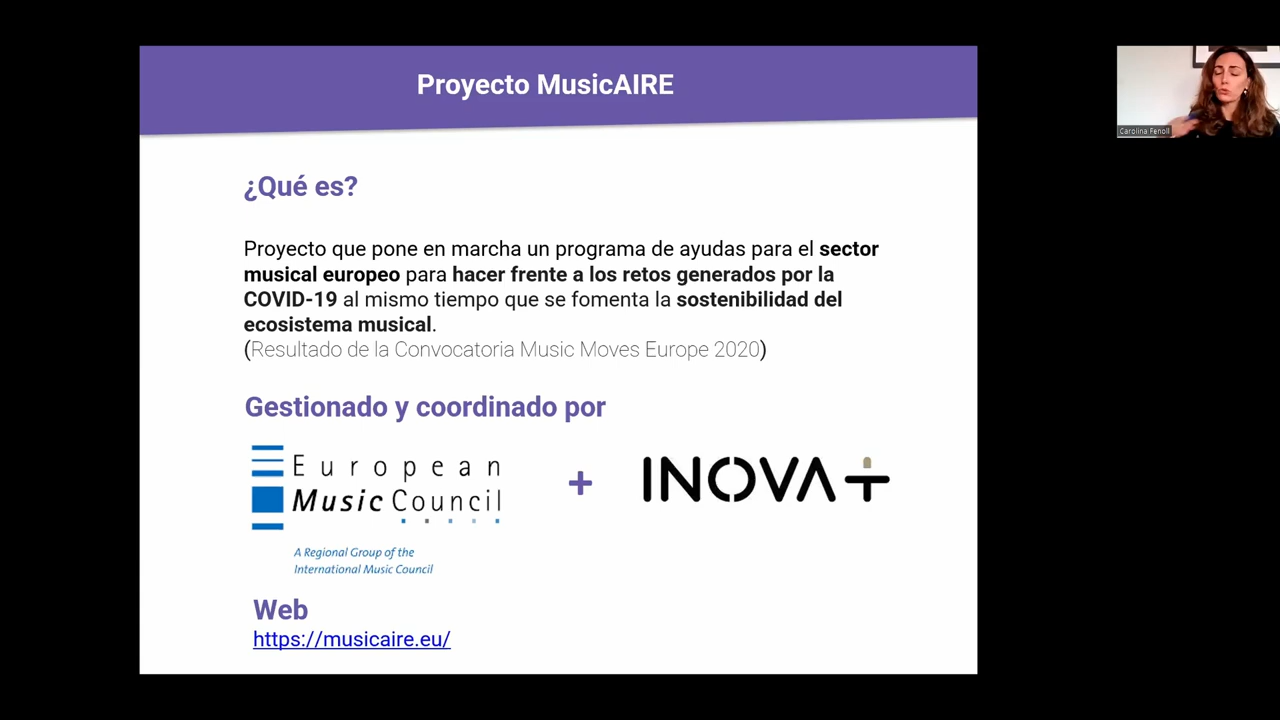 Proyecto MusicAIRE
Carolina Fenoll
¿Qué es?
Proyecto que pone en marcha un programa de ayudas para el sector
musical europeo para hacer frente a los retos generados por la
COVID-19 al mismo tiempo que se fomenta la sostenibilidad del
ecosistema musical.
(Resultado de la Convocatoria Music Moves Europe 2020)
Gestionado y coordinado por
European
Music Council
A Regional Group of the
International Music Council
+
INOVA+
Web
https://musicaire.eu/